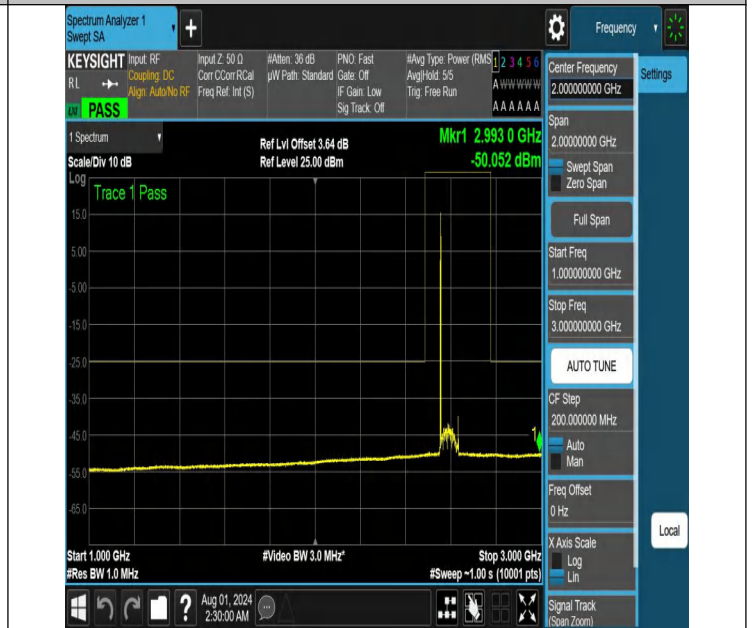 Spectrum Analyzer 1
Swept SA
+
Frequency
KEYSIGHT
RL
PASS
Input: RF
Coupling: DC
Align: Auto/No RF
Input Z: 50 Ω
Corr CCorr RCal
Freq Ref: Int (S)
#Atten: 36 dB
µW Path: Standard
PNO: Fast
Gate: Off
IF Gain: Low
Sig Track: Off
#Avg Type: Power (RMS
Avg|Hold: 5/5
Trig: Free Run
1 2 3 4 5 6
A W W W W W
A A A A A A
Center Frequency
2.000000000 GHz
Settings
1 Spectrum
Scale/Div 10 dB
Ref Lvl Offset 3.64 dB
Ref Level 25.00 dBm
Mkr1 2.993 0 GHz
-50.052 dBm
Log
Trace 1 Pass
15.0
5.00
-5.00
-15.0
-25.0
-35.0
-45.0
-55.0
-65.0
1
Start 1.000 GHz
#Res BW 1.0 MHz
#Video BW 3.0 MHz*
Stop 3.000 GHz
#Sweep ~1.00 s (10001 pts)
Span
2.00000000 GHz
Swept Span
Zero Span
Full Span
Start Freq
1.000000000 GHz
Stop Freq
3.000000000 GHz
AUTO TUNE
CF Step
200.000000 MHz
Auto
Man
Freq Offset
0 Hz
X Axis Scale
Log
Lin
Signal Track
(Span Zoom)
Local
?
Aug 01, 2024
2:30:00 AM